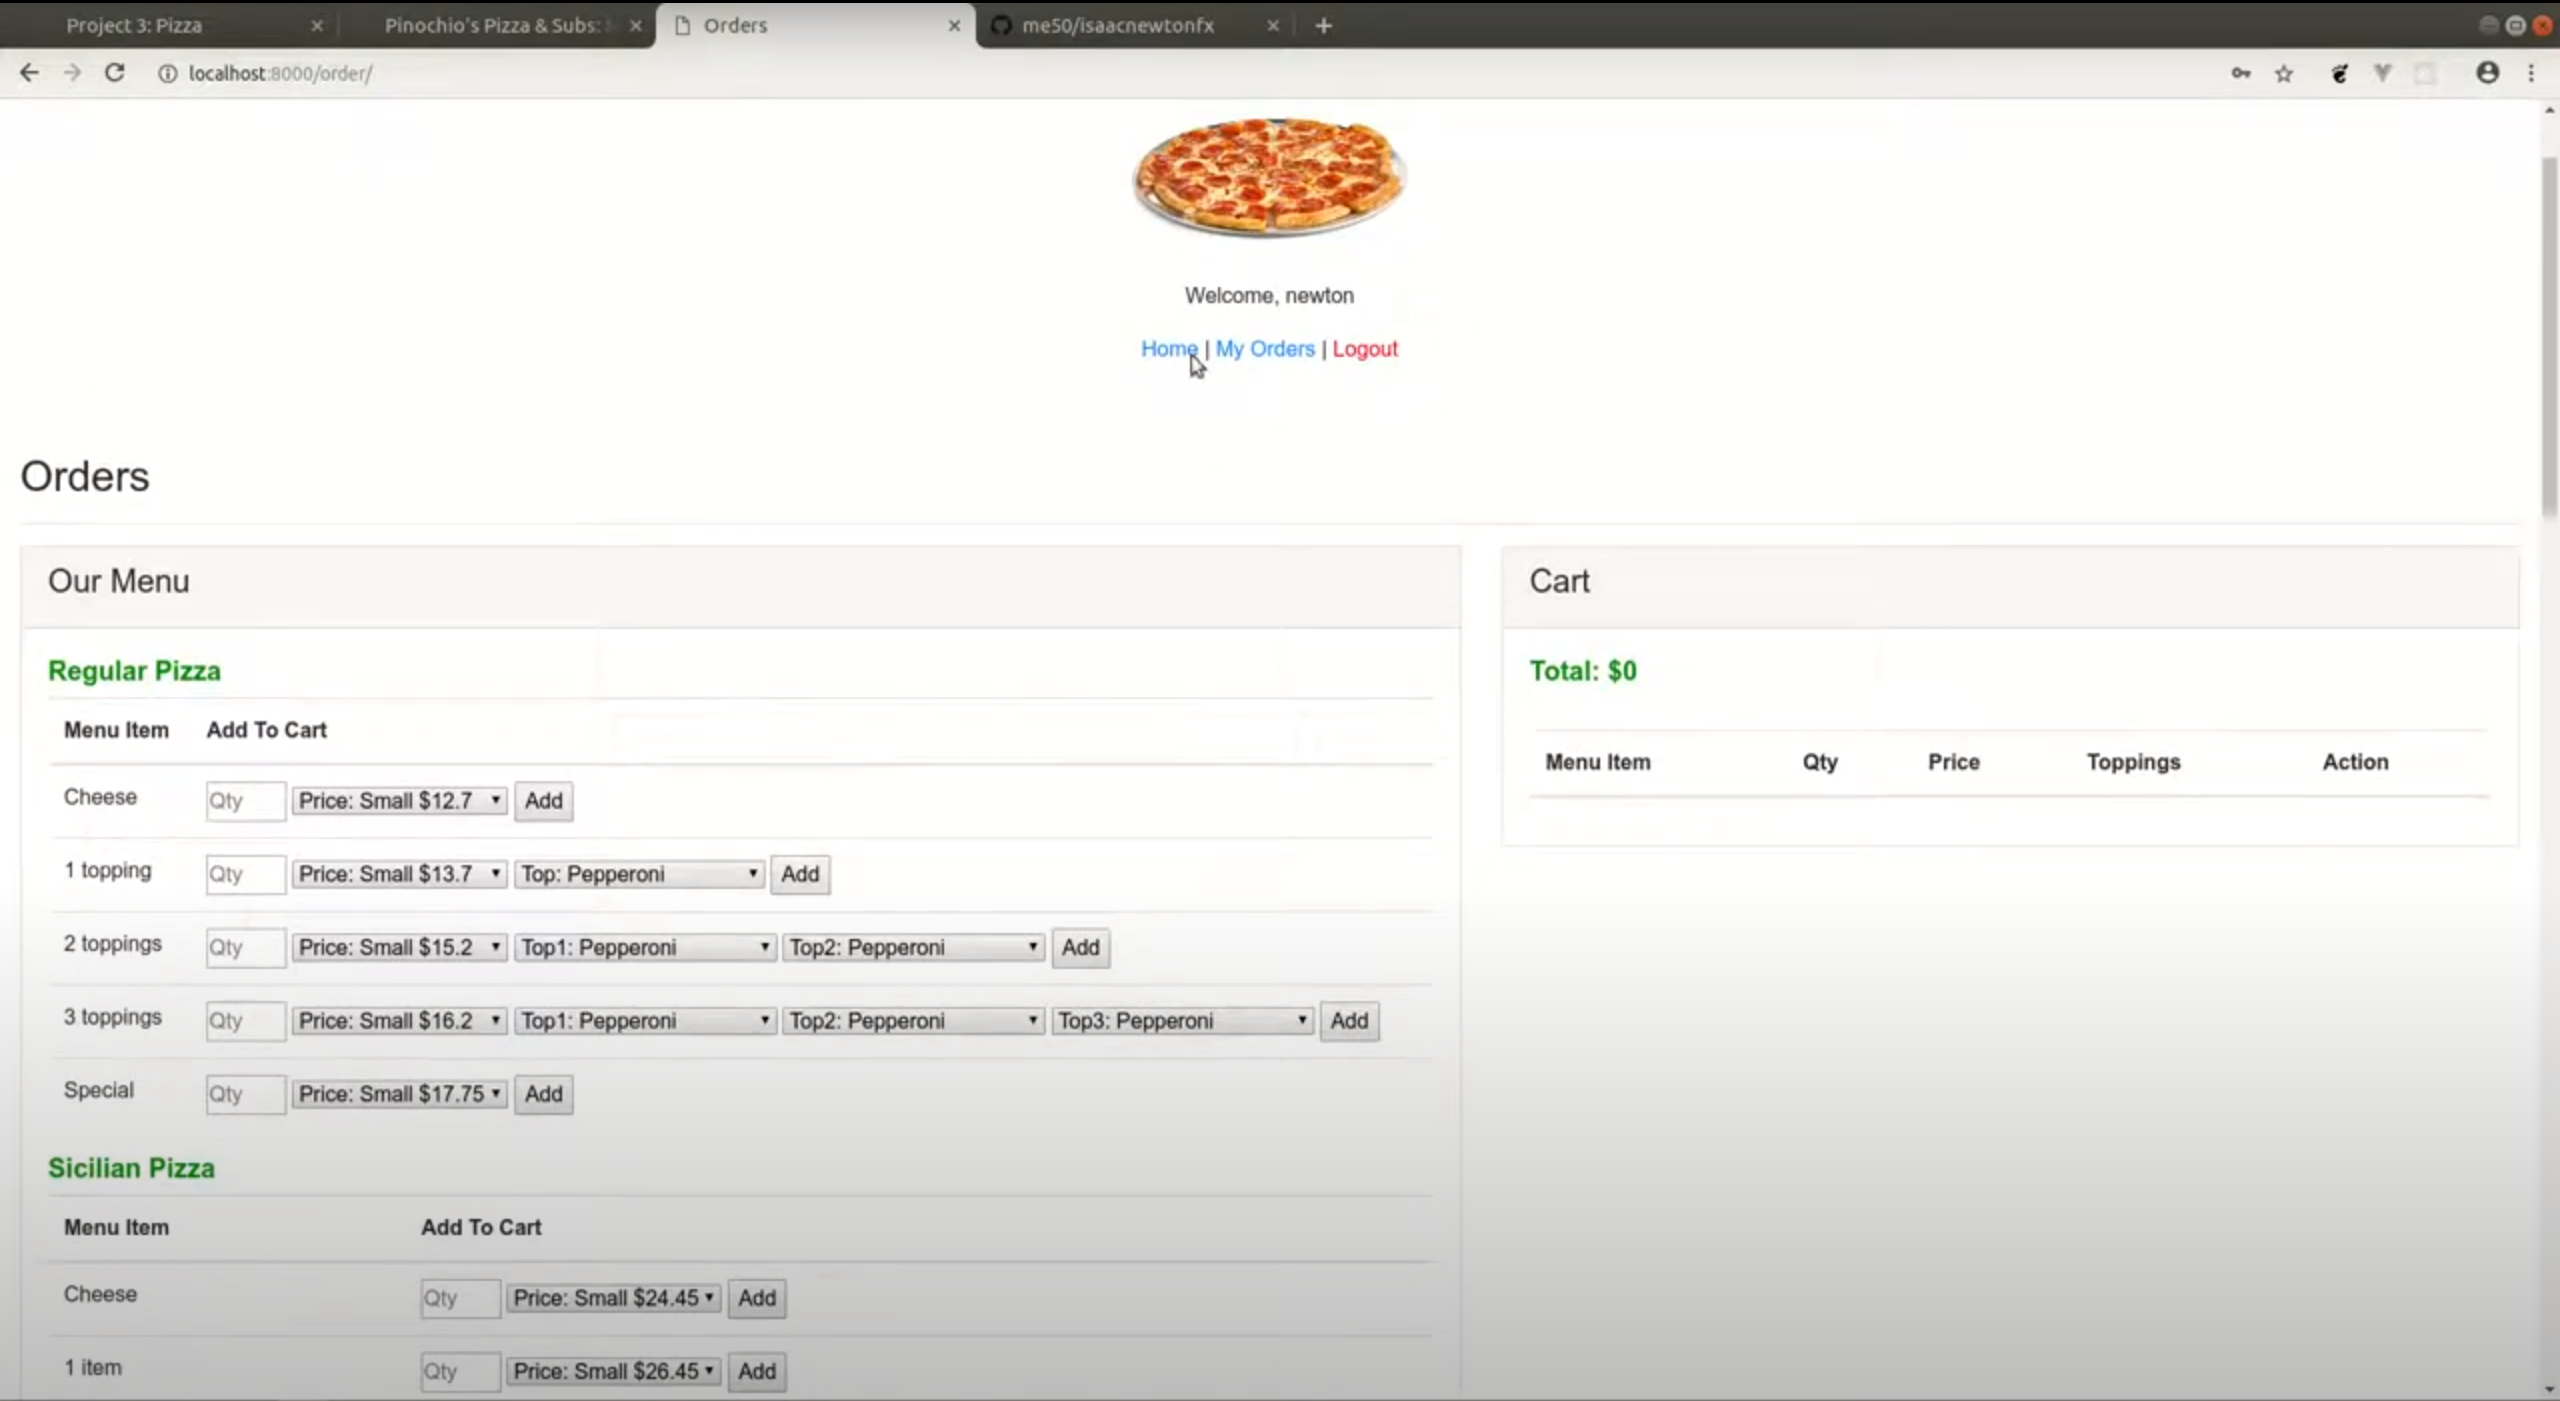 Project 3: Pizza
Pinochio's Pizza & Subs:
Orders
me50/isaacnewtonfx
localhost:8000/order/
Welcome, newton
Home | My Orders | Logout
Orders
Our Menu
Regular Pizza
Menu Item Add To Cart
Cheese Qty Price: Small $12.7 Add
1 topping Qty Price: Small $13.7 Top: Pepperoni Add
2 toppings Qty Price: Small $15.2 Top1: Pepperoni Top2: Pepperoni Add
3 toppings Qty Price: Small $16.2 Top1: Pepperoni Top2: Pepperoni Top3: Pepperoni Add
Special Qty Price: Small $17.75 Add
Sicilian Pizza
Menu Item Add To Cart
Cheese Qty Price: Small $24.45 Add
1 item Qty Price: Small $26.45 Add
Cart
Total: $0
Menu Item Qty Price Toppings Action